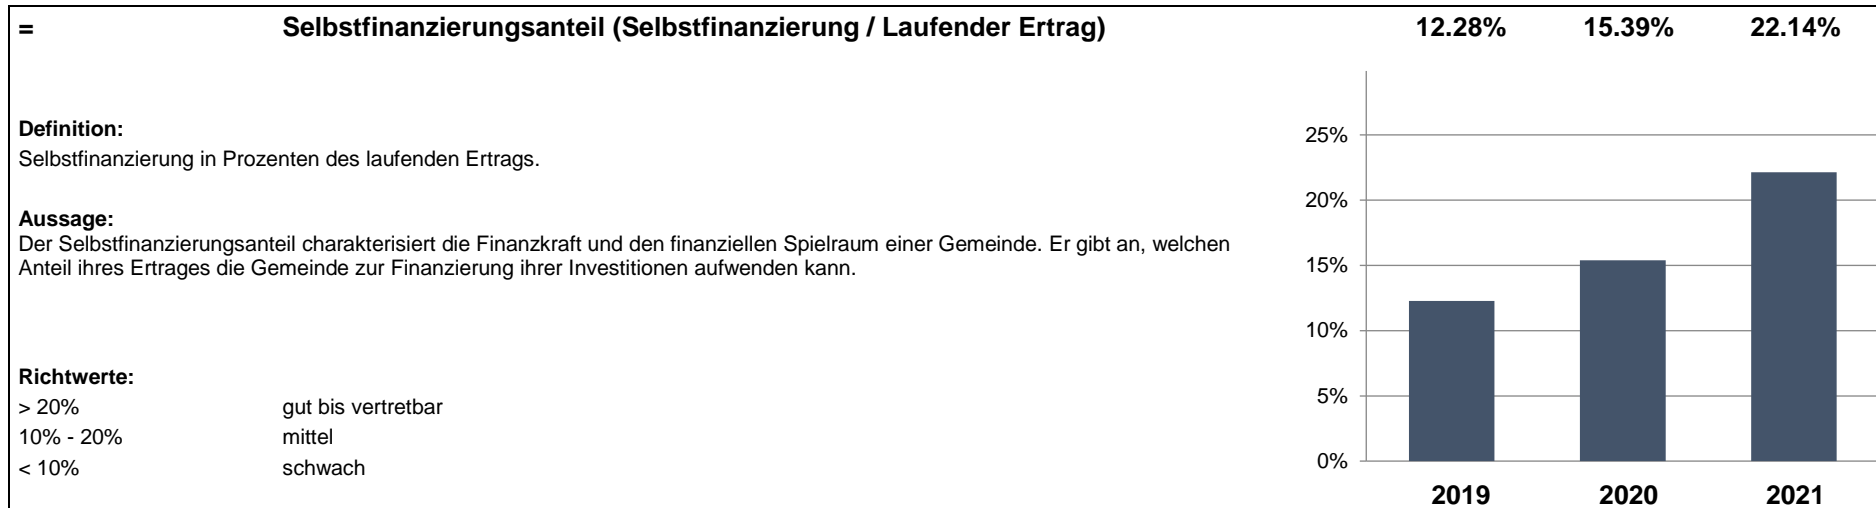 = Selbstfinanzierungsanteil (Selbstfinanzierung / Laufender Ertrag) 12.28% 15.39% 22.14%
Definition:
Selbstfinanzierung in Prozenten des laufenden Ertrags.
Aussage:
Der Selbstfinanzierungsanteil charakterisiert die Finanzkraft und den finanziellen Spielraum einer Gemeinde. Er gibt an, welchen
Anteil ihres Ertrages die Gemeinde zur Finanzierung ihrer Investitionen aufwenden kann.
Richtwerte:
> 20% gut bis vertretbar
10% - 20% mittel
< 10% schwach
25%
20%
15%
10%
5%
0%
2019 2020 2021